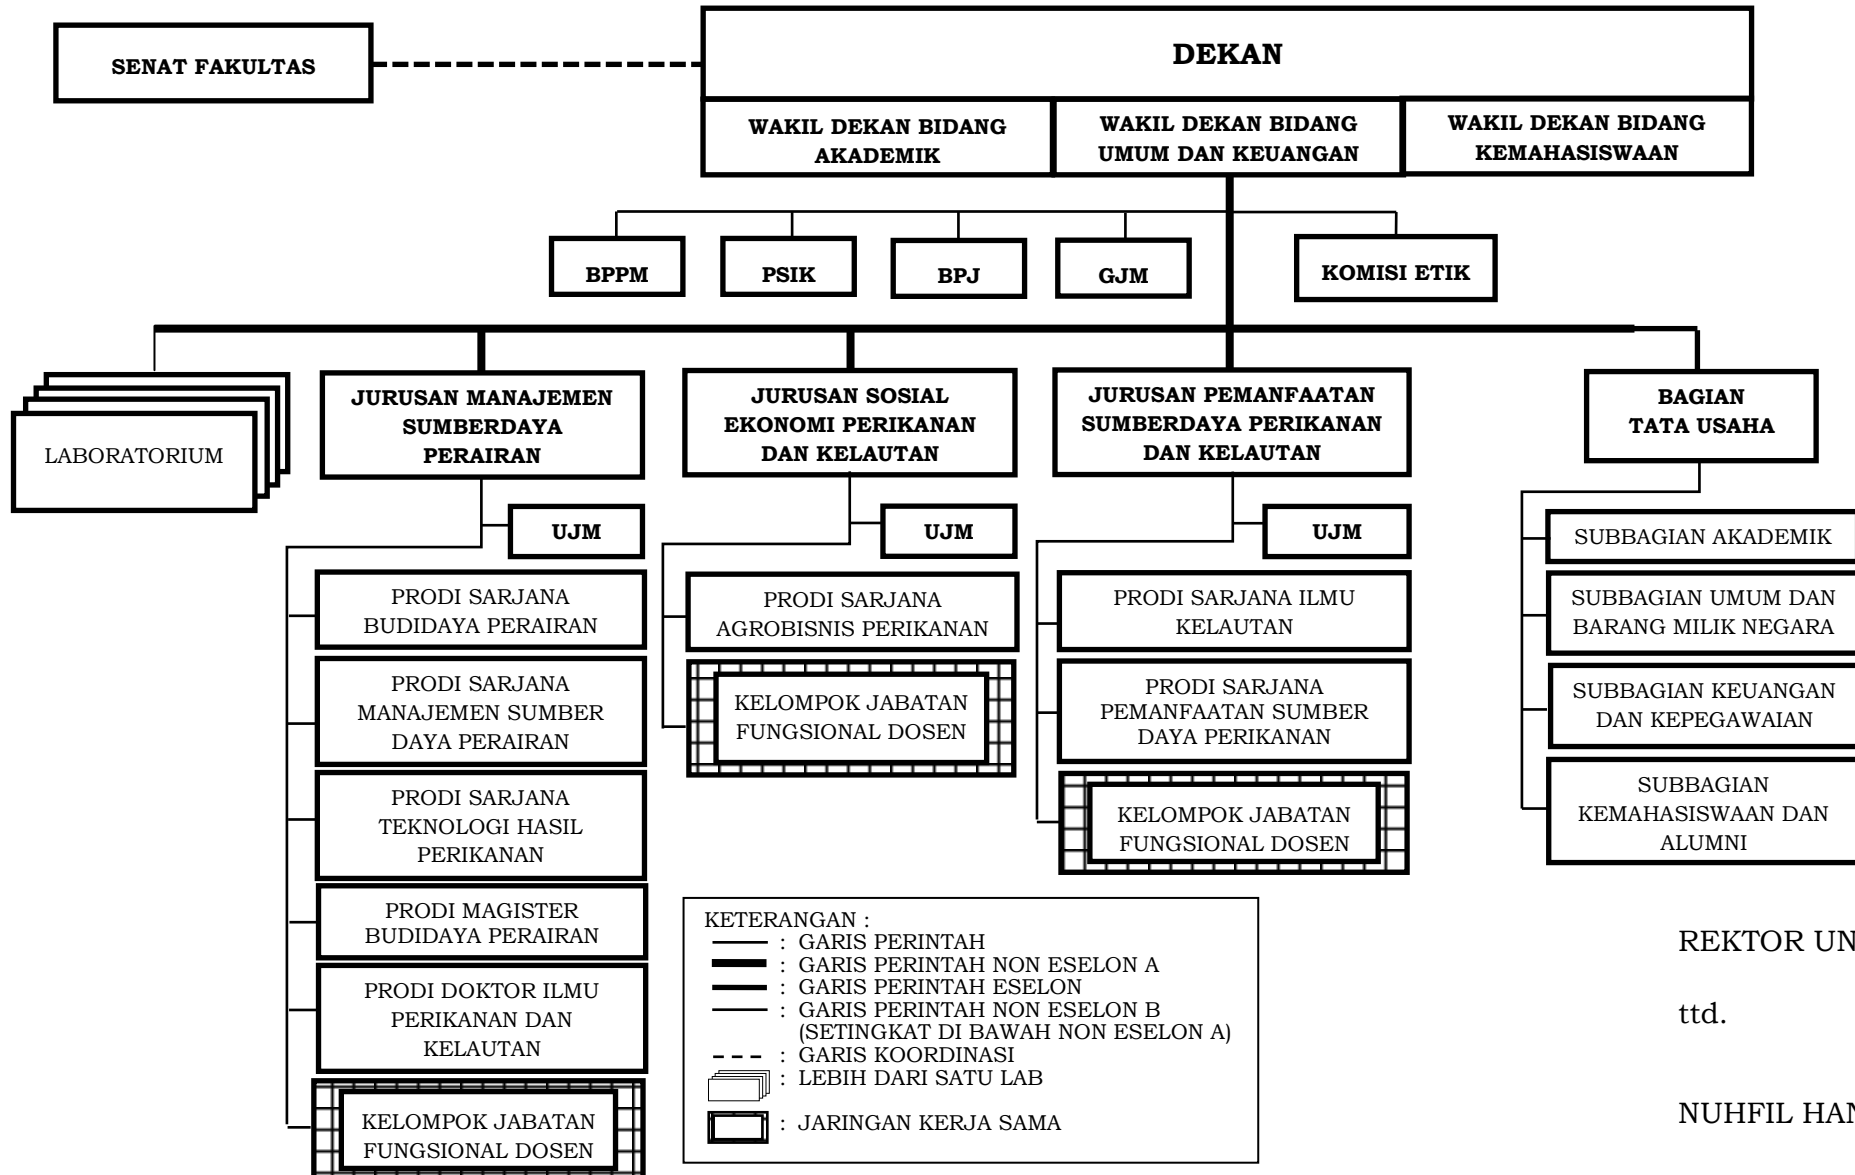 SENAT FAKULTAS
DEKAN
WAKIL DEKAN BIDANG
AKADEMIK
WAKIL DEKAN BIDANG
UMUM DAN KEUANGAN
WAKIL DEKAN BIDANG
KEMAHASISWAAN
BPPM
PSIK
BPJ
GJM
KOMISI ETIK
LABORATORIUM
JURUSAN MANAJEMEN
SUMBERDAYA
PERAIRAN
UJM
PRODI SARJANA
BUDIDAYA PERAIRAN
PRODI SARJANA
MANAJEMEN SUMBER
DAYA PERAIRAN
PRODI SARJANA
TEKNOLOGI HASIL
PERIKANAN
PRODI MAGISTER
BUDIDAYA PERAIRAN
PRODI DOKTOR ILMU
PERIKANAN DAN
KELAUTAN
KELOMPOK JABATAN
FUNGSIONAL DOSEN
JURUSAN SOSIAL
EKONOMI PERIKANAN
DAN KELAUTAN
UJM
PRODI SARJANA
AGROBISNIS PERIKANAN
KELOMPOK JABATAN
FUNGSIONAL DOSEN
JURUSAN PEMANFAATAN
SUMBERDAYA PERIKANAN
DAN KELAUTAN
UJM
PRODI SARJANA ILMU
KELAUTAN
PRODI SARJANA
PEMANFAATAN SUMBER
DAYA PERIKANAN
KELOMPOK JABATAN
FUNGSIONAL DOSEN
BAGIAN
TATA USAHA
SUBBAGIAN AKADEMIK
SUBBAGIAN UMUM DAN
BARANG MILIK NEGARA
SUBBAGIAN KEUANGAN
DAN KEPEGAWAIAN
SUBBAGIAN
KEMAHASISWAAN DAN
ALUMNI
KETERANGAN :
: GARIS PERINTAH
: GARIS PERINTAH NON ESELON A
: GARIS PERINTAH ESELON
: GARIS PERINTAH NON ESELON B
(SETINGKAT DI BAWAH NON ESELON A)
: GARIS KOORDINASI
: LEBIH DARI SATU LAB
: JARINGAN KERJA SAMA
REKTOR UN
ttd.
NUHFIL HAN